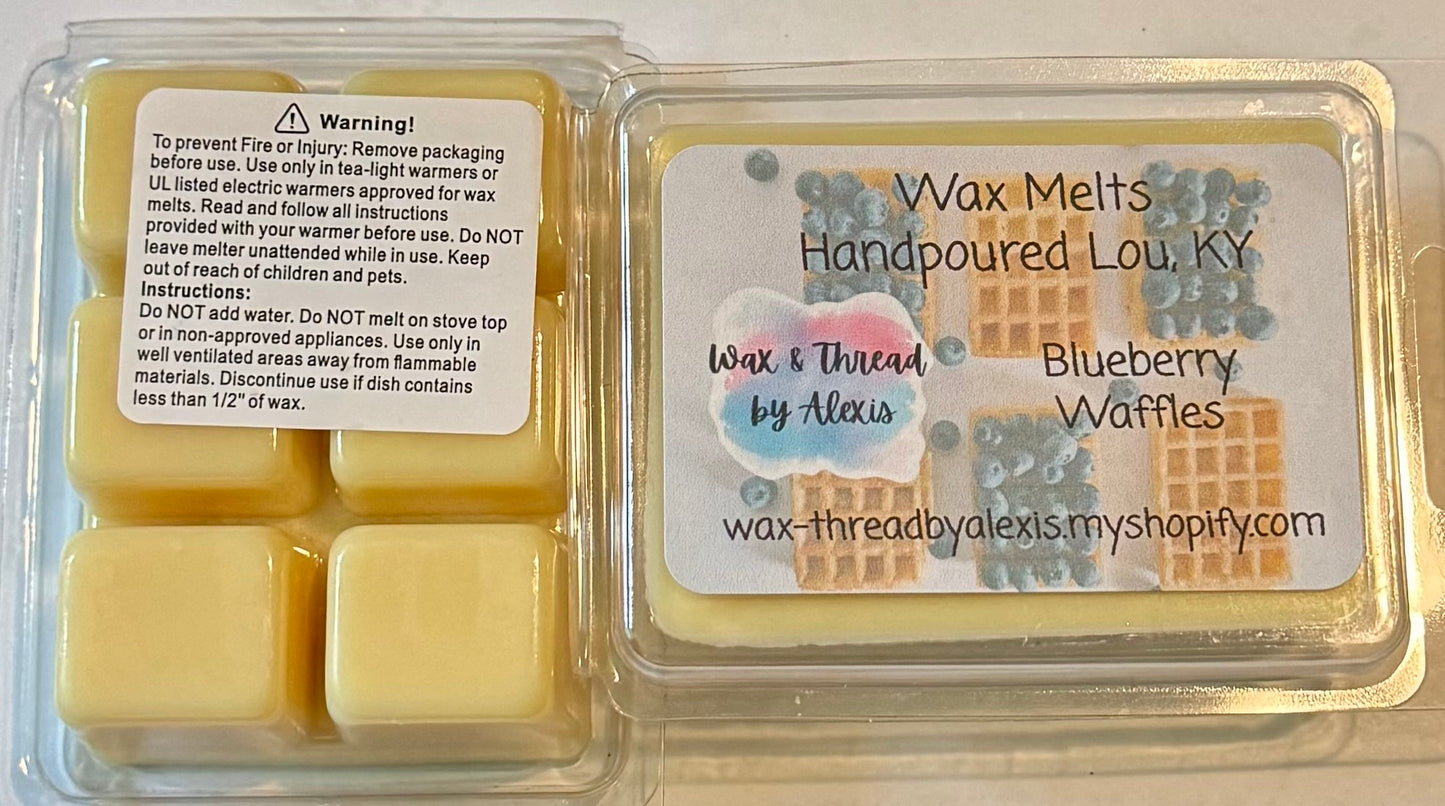 Warning!
To prevent Fire or Injury: Remove packaging
before use. Use only in tea-light warmers or
UL listed electric warmers approved for wax
melts. Read and follow all instructions
provided with your warmer before use. Do NOT
leave melter unattended while in use. Keep
out of reach of children and pets.
Instructions:
Do NOT add water. Do NOT melt on stove top
or in non-approved appliances. Use only in
well ventilated areas away from flammable
materials. Discontinue use if dish contains
less than 1/2" of wax.
Wax Melts
Handpoured Lou, KY
Wax & Thread
by Alexis
Blueberry
Waffles
wax-threadbyalexis.myshopify.com